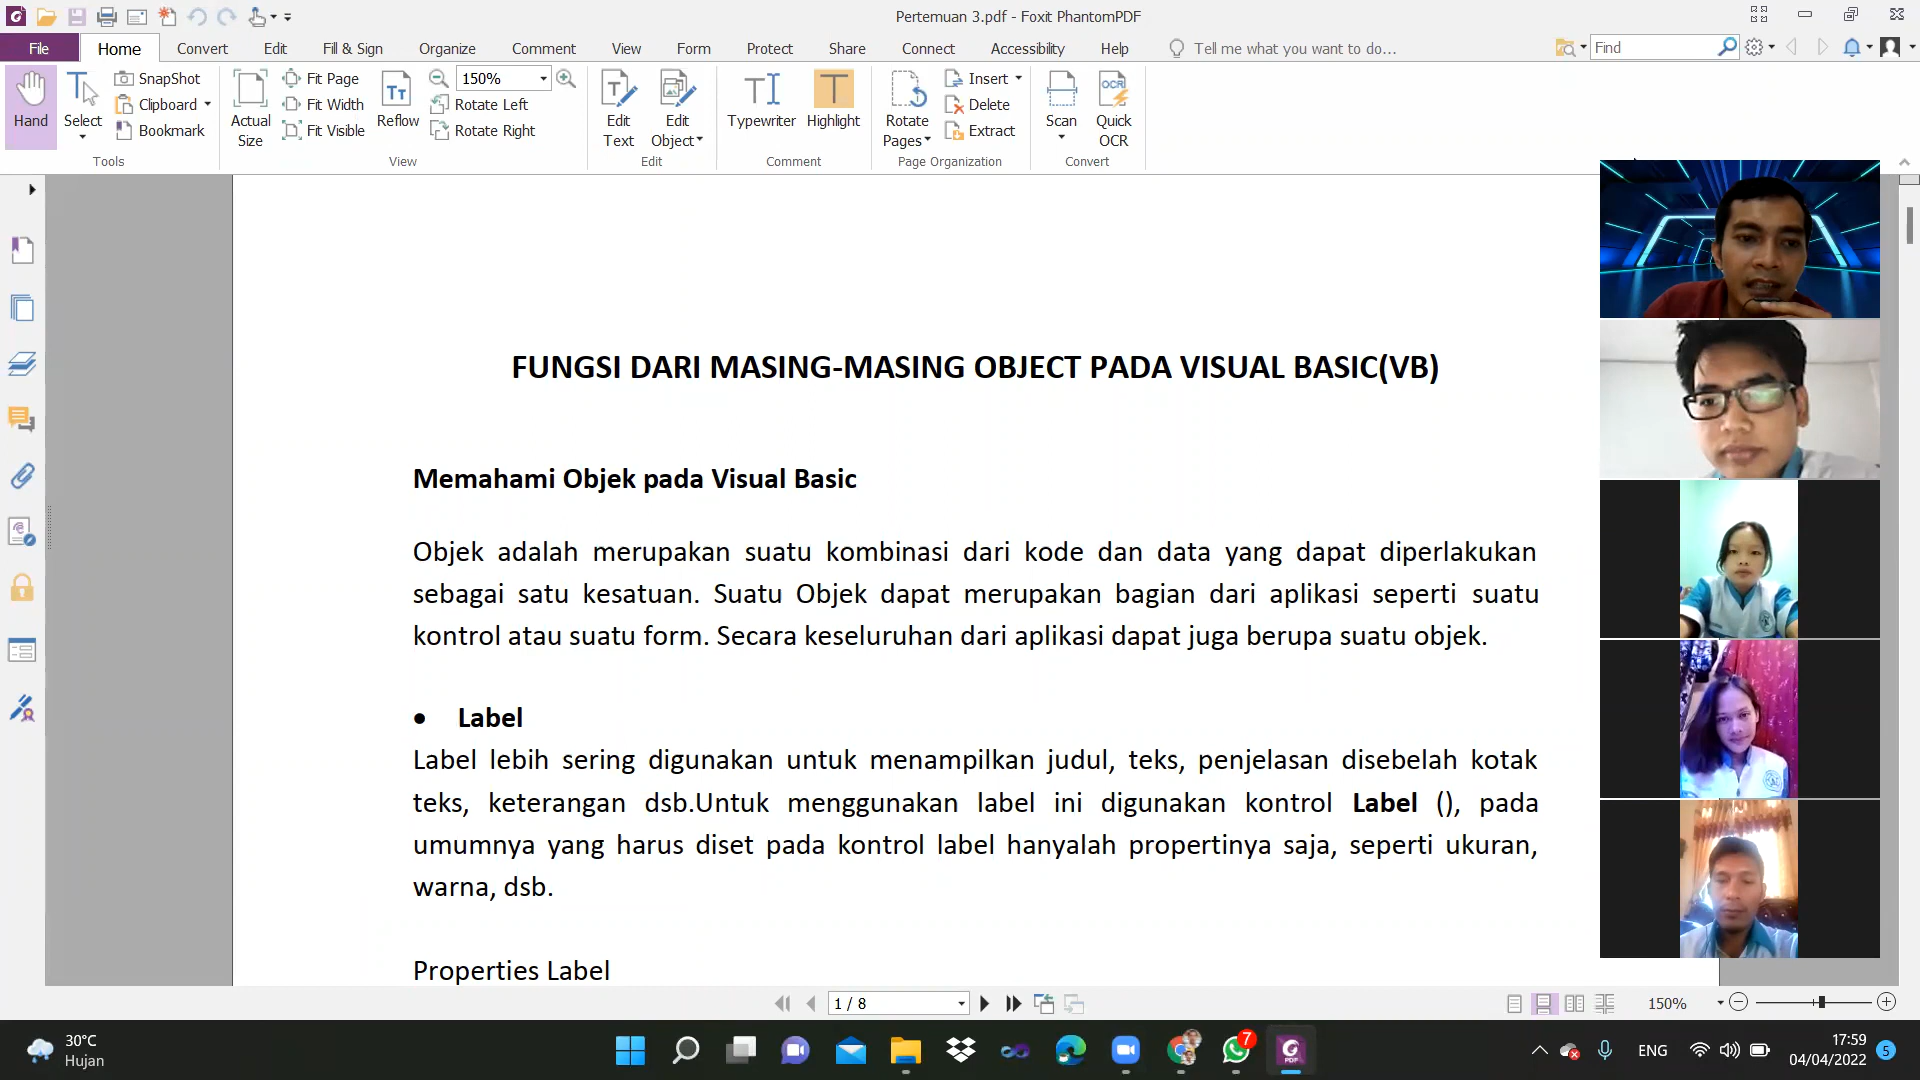 Pertemuan 3.pdf - Foxit PhantomPDF
File Home Convert Edit Fill & Sign Organize Comment View Form Protect Share Connect Accessibility Help Tell me what you want to do... Find
Hand
Select
SnapShot
Clipboard
Bookmark
Tools
Actual Size
Fit Page
Fit Width
Fit Visible
Reflow
150%
Rotate Left
Rotate Right
View
Edit Text
Edit Object
Edit
Typewriter
Highlight
Comment
Rotate Pages
Insert
Delete
Extract
Page Organization
Scan
OCR
Quick OCR
Convert
FUNGSI DARI MASING-MASING OBJECT PADA VISUAL BASIC(VB)
Memahami Objek pada Visual Basic
Objek adalah merupakan suatu kombinasi dari kode dan data yang dapat diperlakukan
sebagai satu kesatuan. Suatu Objek dapat merupakan bagian dari aplikasi seperti suatu
kontrol atau suatu form. Secara keseluruhan dari aplikasi dapat juga berupa suatu objek.
• Label
Label lebih sering digunakan untuk menampilkan judul, teks, penjelasan disebelah kotak
teks, keterangan dsb.Untuk menggunakan label ini digunakan kontrol Label (), pada
umumnya yang harus diset pada kontrol label hanyalah propertinya saja, seperti ukuran,
warna, dsb.
Properties Label
1 / 8
150%
30°C
Hujan
7
PDF
ENG
17:59
04/04/2022
5